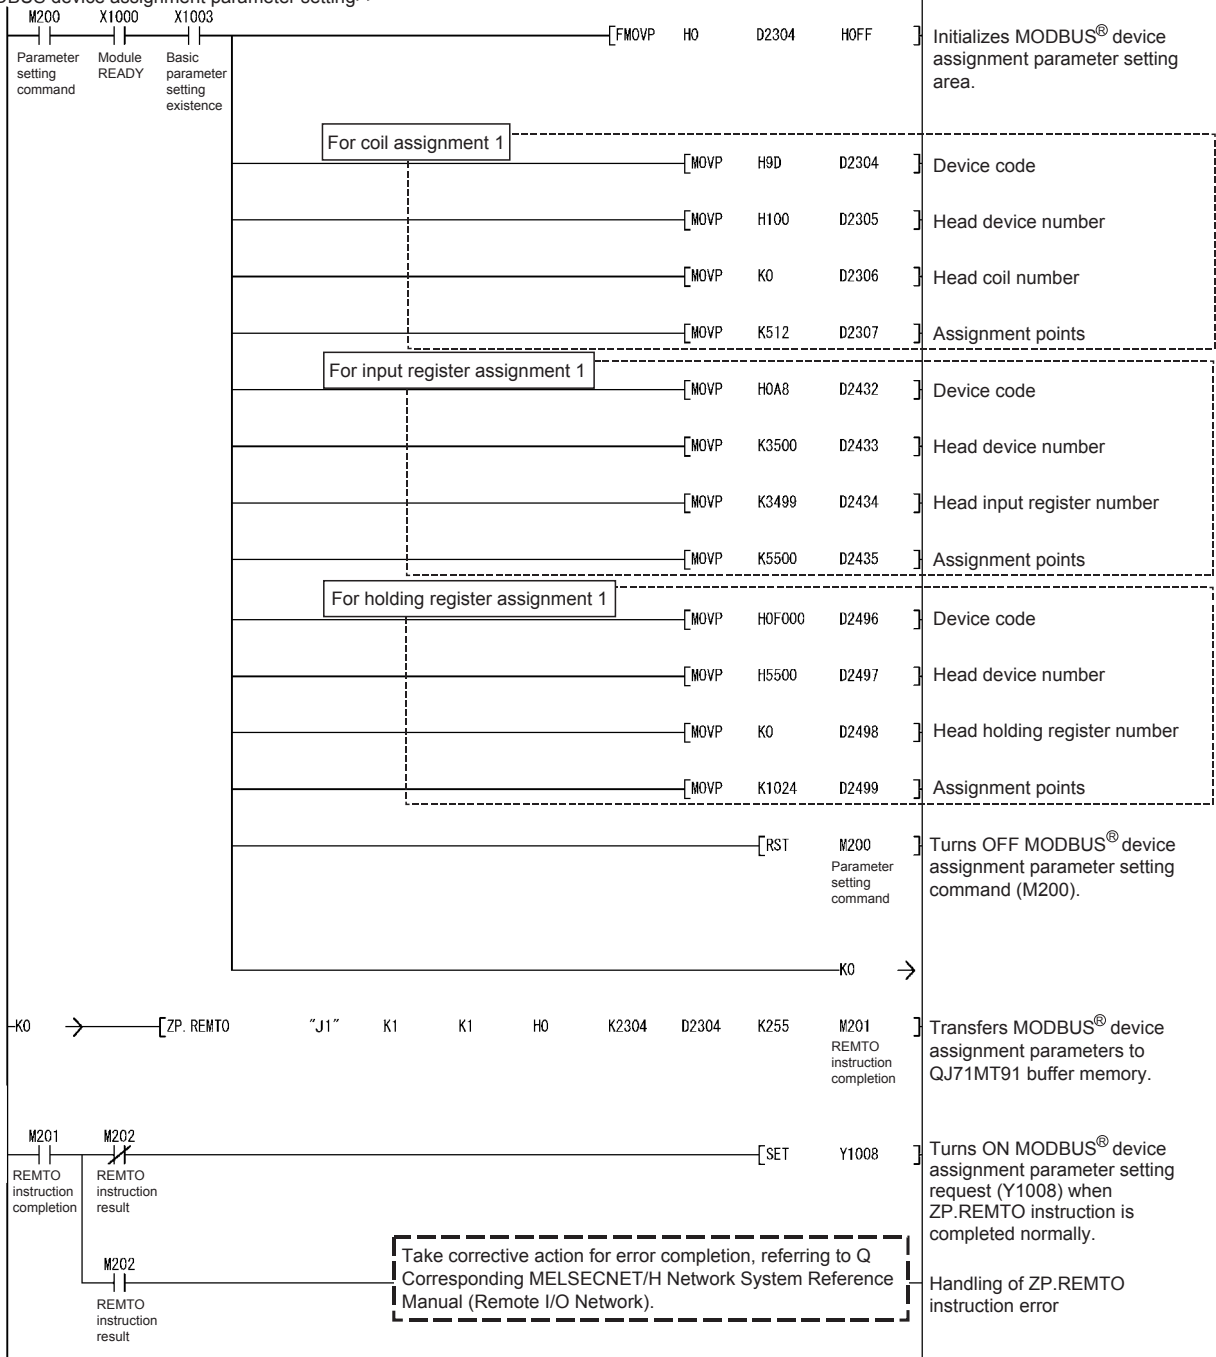 DBUS device assignment parameter setting
M200 X1000 X1003
[FMOVP H0 D2304 H0FF ]
Initializes MODBUS® device
assignment parameter setting
area.
Parameter
setting
command
Module
READY
Basic
parameter
setting
existence
For coil assignment 1
[MOVP H9D D2304 ] Device code
[MOVP H100 D2305 ] Head device number
[MOVP K0 D2306 ] Head coil number
[MOVP K512 D2307 ] Assignment points
For input register assignment 1
[MOVP H0A8 D2432 ] Device code
[MOVP K3500 D2433 ] Head device number
[MOVP K3499 D2434 ] Head input register number
[MOVP K5500 D2435 ] Assignment points
For holding register assignment 1
[MOVP H0F000 D2496 ] Device code
[MOVP H5500 D2497 ] Head device number
[MOVP K0 D2498 ] Head holding register number
[MOVP K1024 D2499 ] Assignment points
[RST M200 ]
Parameter
setting
command
Turns OFF MODBUS® device
assignment parameter setting
command (M200).
K0
K0 [ZP.REMTO "J1" K1 K1 H0 K2304 D2304 K255 M201 ]
REMTO
instruction
completion
Transfers MODBUS® device
assignment parameters to
QJ71MT91 buffer memory.
M201 M202
[SET Y1008 ]
REMTO
instruction
completion
REMTO
instruction
result
Turns ON MODBUS® device
assignment parameter setting
request (Y1008) when
ZP.REMTO instruction is
completed normally.
M202
REMTO
instruction
result
Take corrective action for error completion, referring to Q
Corresponding MELSECNET/H Network System Reference
Manual (Remote I/O Network).
Handling of ZP.REMTO
instruction error